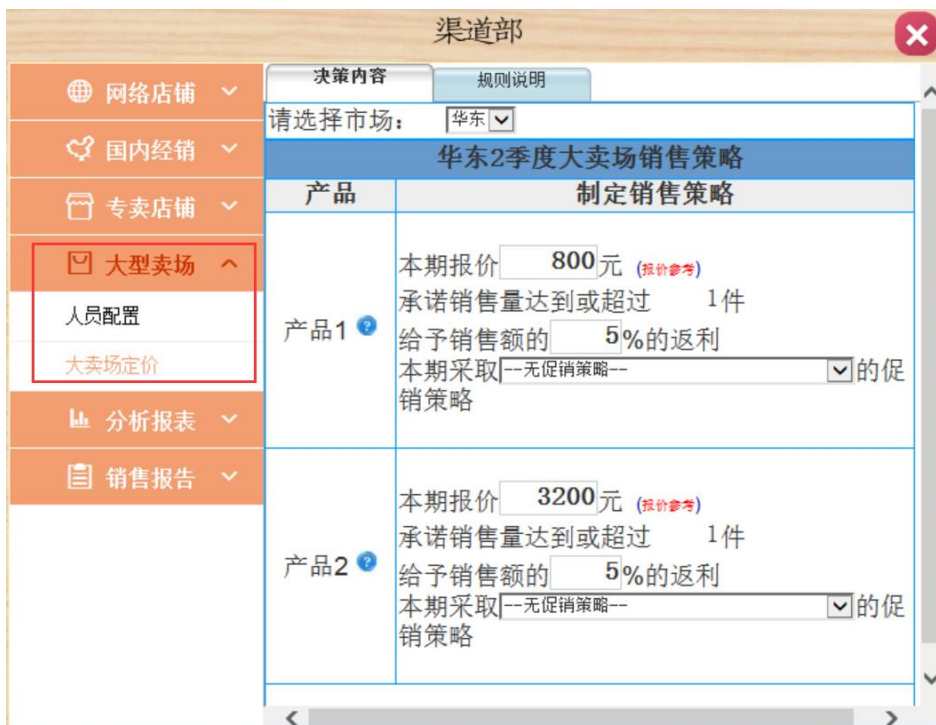 渠道部
网络店铺
国内经销
专卖店铺
大型卖场
人员配置
大卖场定价
分析报表
销售报告
决策内容
规则说明
请选择市场： 华东
华东2季度大卖场销售策略
产品 制定销售策略
产品1
本期报价 800元 (报价参考)
承诺销售量达到或超过 1件
给予销售额的 5%的返利
本期采取--无促销策略--的促
销策略
产品2
本期报价 3200元 (报价参考)
承诺销售量达到或超过 1件
给予销售额的 5%的返利
本期采取--无促销策略--的促
销策略